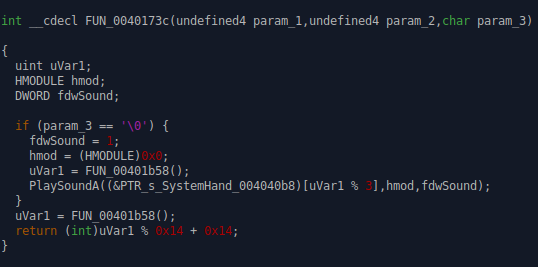 int __cdecl FUN_0040173c(undefined4 param_1,undefined4 param_2,char param_3)
{
uint uVar1;
HMODULE hmod;
DWORD fdwSound;
if (param_3 == '\0') {
fdwSound = 1;
hmod = (HMODULE)0x0;
uVar1 = FUN_00401b58();
PlaySoundA((&PTR_s_SystemHand_004040b8)[uVar1 % 3],hmod,fdwSound);
}
uVar1 = FUN_00401b58();
return (int)uVar1 % 0x14 + 0x14;
}